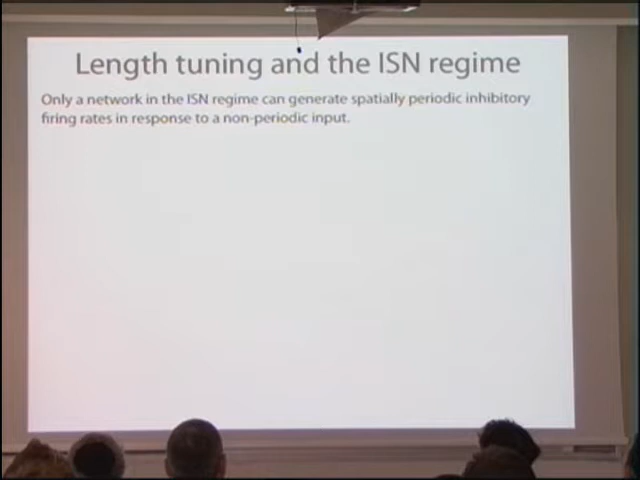 Length tuning and the ISN regime
Only a network in the ISN regime can generate spatially periodic inhibitory
firing rates in response to a non-periodic input.